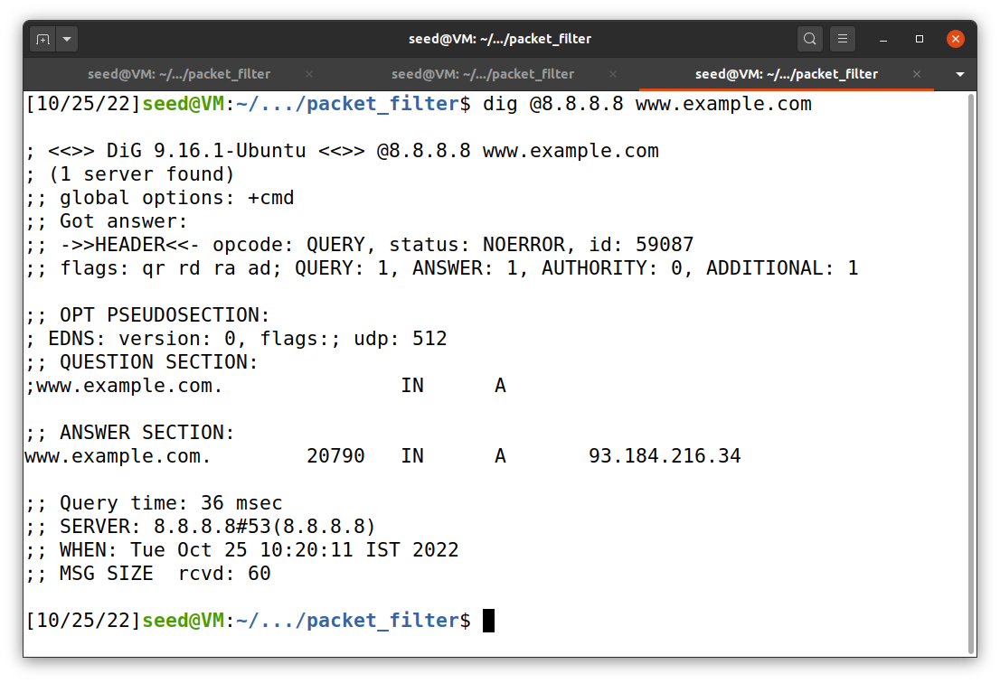 seed@VM: ~/.../packet_filter
seed@VM: ~/.../packet_filter seed@VM: ~/.../packet_filter seed@VM: ~/.../packet_filter
[10/25/22]seed@VM:~/.../packet_filter$ dig @8.8.8.8 www.example.com

; <<>> DiG 9.16.1-Ubuntu <<>> @8.8.8.8 www.example.com
; (1 server found)
;; global options: +cmd
;; Got answer:
;; ->>HEADER<<- opcode: QUERY, status: NOERROR, id: 59087
;; flags: qr rd ra ad; QUERY: 1, ANSWER: 1, AUTHORITY: 0, ADDITIONAL: 1

;; OPT PSEUDOSECTION:
; EDNS: version: 0, flags:; udp: 512
;; QUESTION SECTION:
;www.example.com.                IN      A

;; ANSWER SECTION:
www.example.com.        20790   IN      A       93.184.216.34

;; Query time: 36 msec
;; SERVER: 8.8.8.8#53(8.8.8.8)
;; WHEN: Tue Oct 25 10:20:11 IST 2022
;; MSG SIZE  rcvd: 60

[10/25/22]seed@VM:~/.../packet_filter$